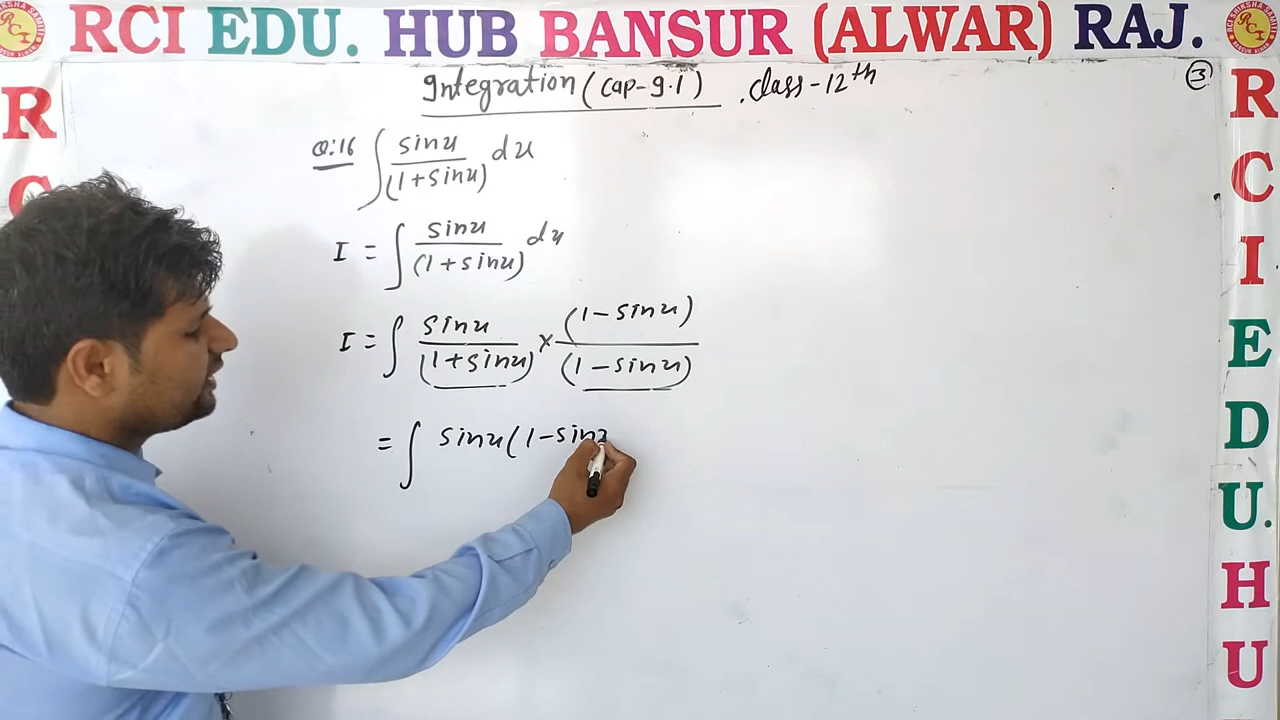 RCI EDU. HUB BANSUR (ALWAR) RAJ.
Integration (Cap-9.1) . Class-12th
3
Q:16 ∫ sinx/(1+sinx) dx
I = ∫ sinx/(1+sinx) dx
I = ∫ sinx/(1+sinx) × (1-sinx)/(1-sinx)
= ∫ sinx(1-sinx
R
C
R
C
I
E
D
U.
H
U